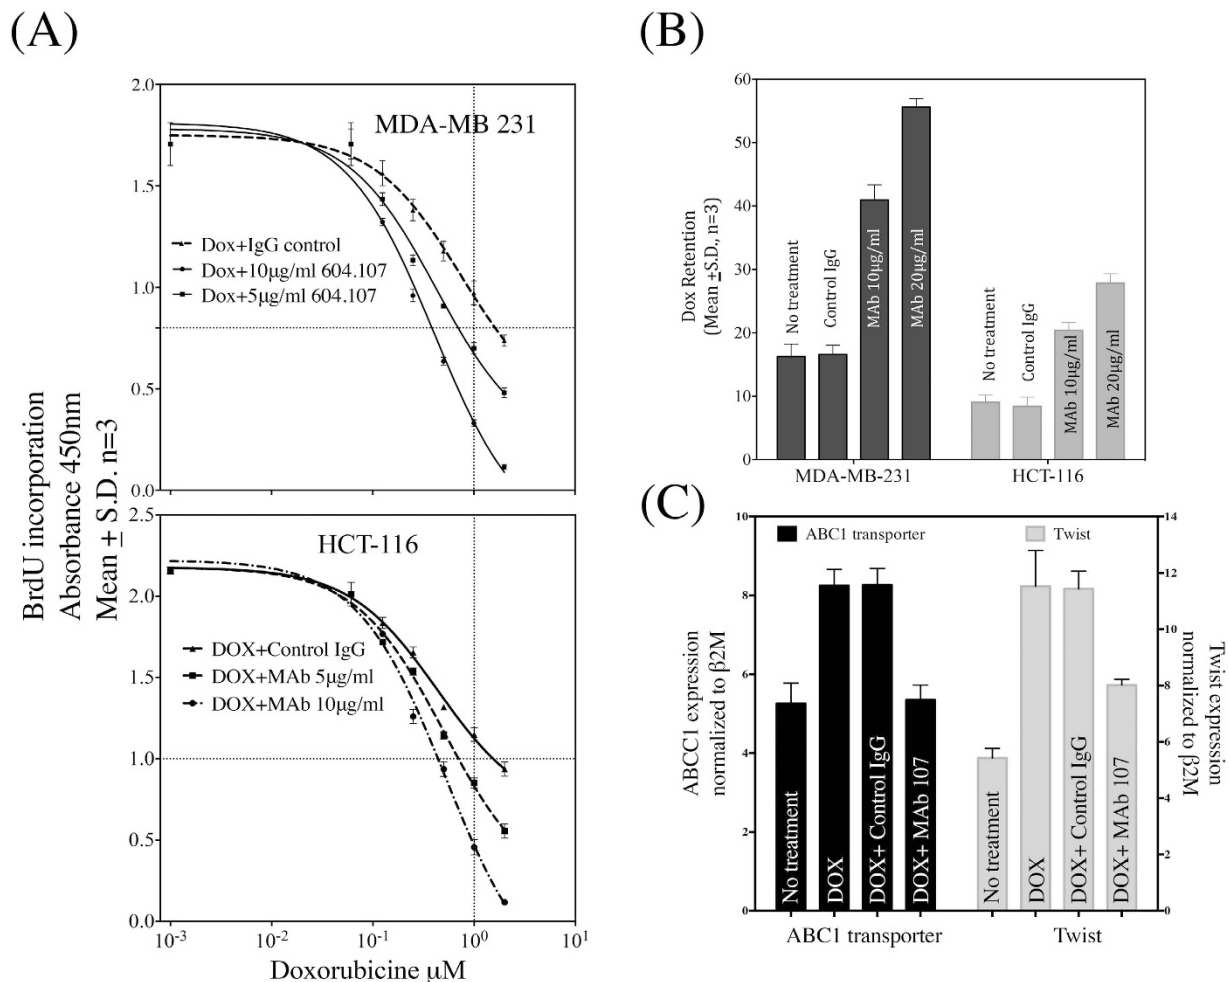 (A)
BrdU incorporation
Absorbance 450nm
Mean ± S.D. n=3
2.0
1.5
1.0
0.5
0.0
MDA-MB 231
Dox+IgG control
Dox+10µg/ml 604.107
Dox+5µg/ml 604.107
2.5
2.0
1.5
1.0
0.5
0.0
HCT-116
DOX+Control IgG
DOX+MAb 5µg/ml
DOX+MAb 10µg/ml
10-3
10-2
10-1
100
101
Doxorubicine µM
(B)
Dox Retention
(Mean ±S.D., n=3)
60
50
40
30
20
10
0
No treatment
Control IgG
MAb 10µg/ml
MAb 20µg/ml
No treatment
Control IgG
MAb 10µg/ml
MAb 20µg/ml
MDA-MB-231
HCT-116
(C)
ABCC1 expression
normalized to β2M
10
8
6
4
2
0
ABC1 transporter
Twist
No treatment
DOX
DOX+ Control IgG
DOX+ MAb 107
No treatment
DOX
DOX+ Control IgG
DOX+ MAb 107
14
12
10
8
6
4
2
0
Twist expression
normalized to β2M
ABC1 transporter
Twist